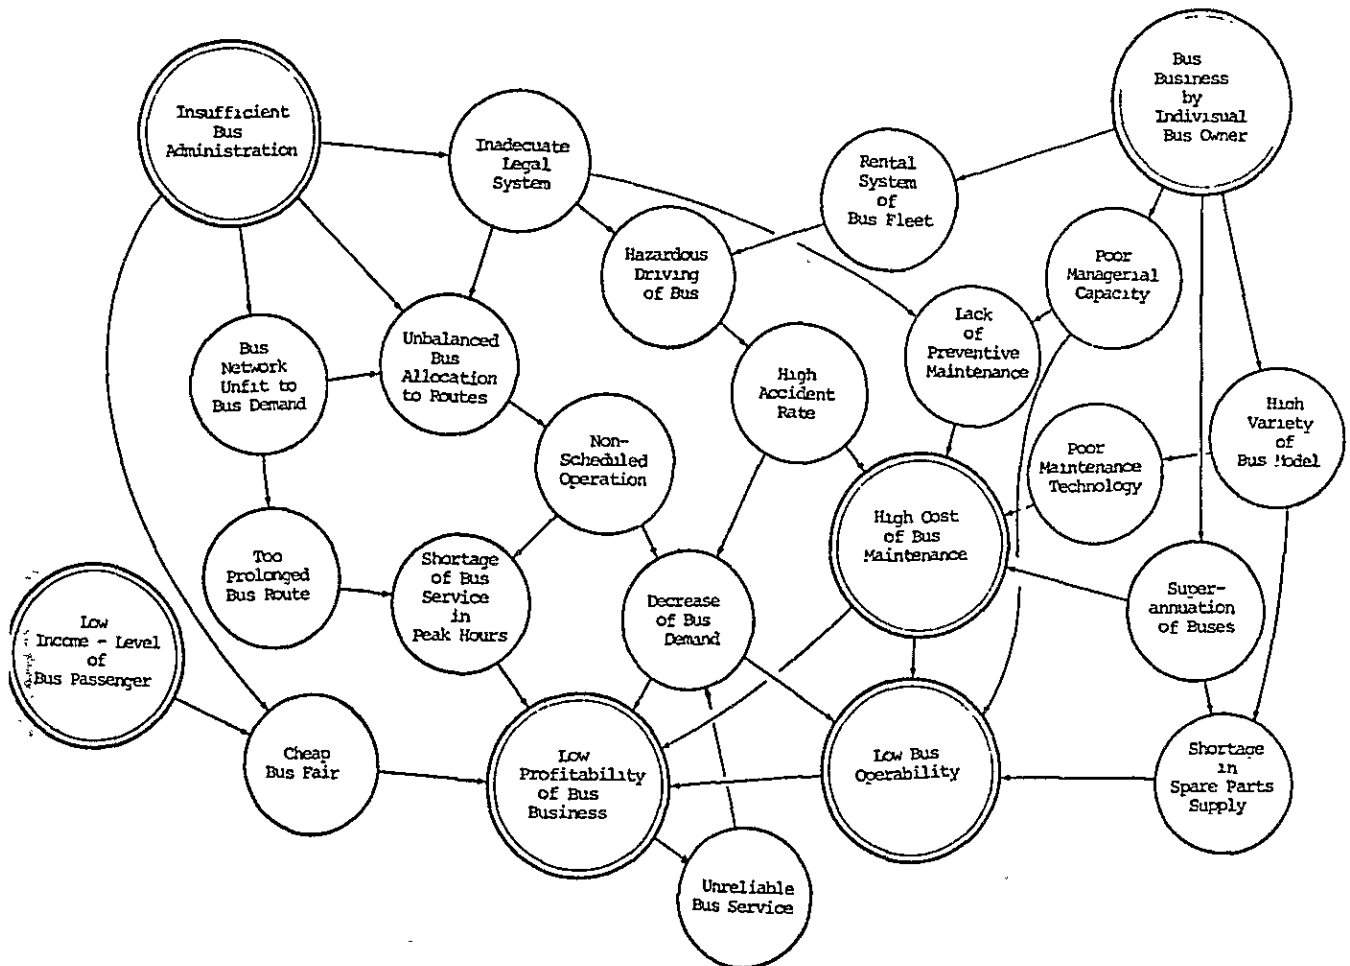 Insufficient
Bus
Administration
Inadecuate
Legal
System
Rental
System
of
Bus Fleet
Bus
Business
by
Indivisual
Bus Owner
Hazardous
Driving
of Bus
Poor
Managerial
Capacity
Bus
Network
Unfit to
Bus Demand
Unbalanced
Bus
Allocation
to Routes
High
Accident
Rate
Lack
of
Preventive
Maintenance
High
Variety
of
Bus Model
Non-
Scheduled
Operation
Poor
Maintenance
Technology
High Cost
of Bus
Maintenance
Too
Prolonged
Bus Route
Shortage
of Bus
Service
in
Peak Hours
Decrease
of Bus
Demand
Super-
annuation
of Buses
Low
Income - Level
of
Bus Passenger
Cheap
Bus Fair
Low
Profitability
of Bus
Business
Low Bus
Operability
Shortage
in
Spare Parts
Supply
Unreliable
Bus Service